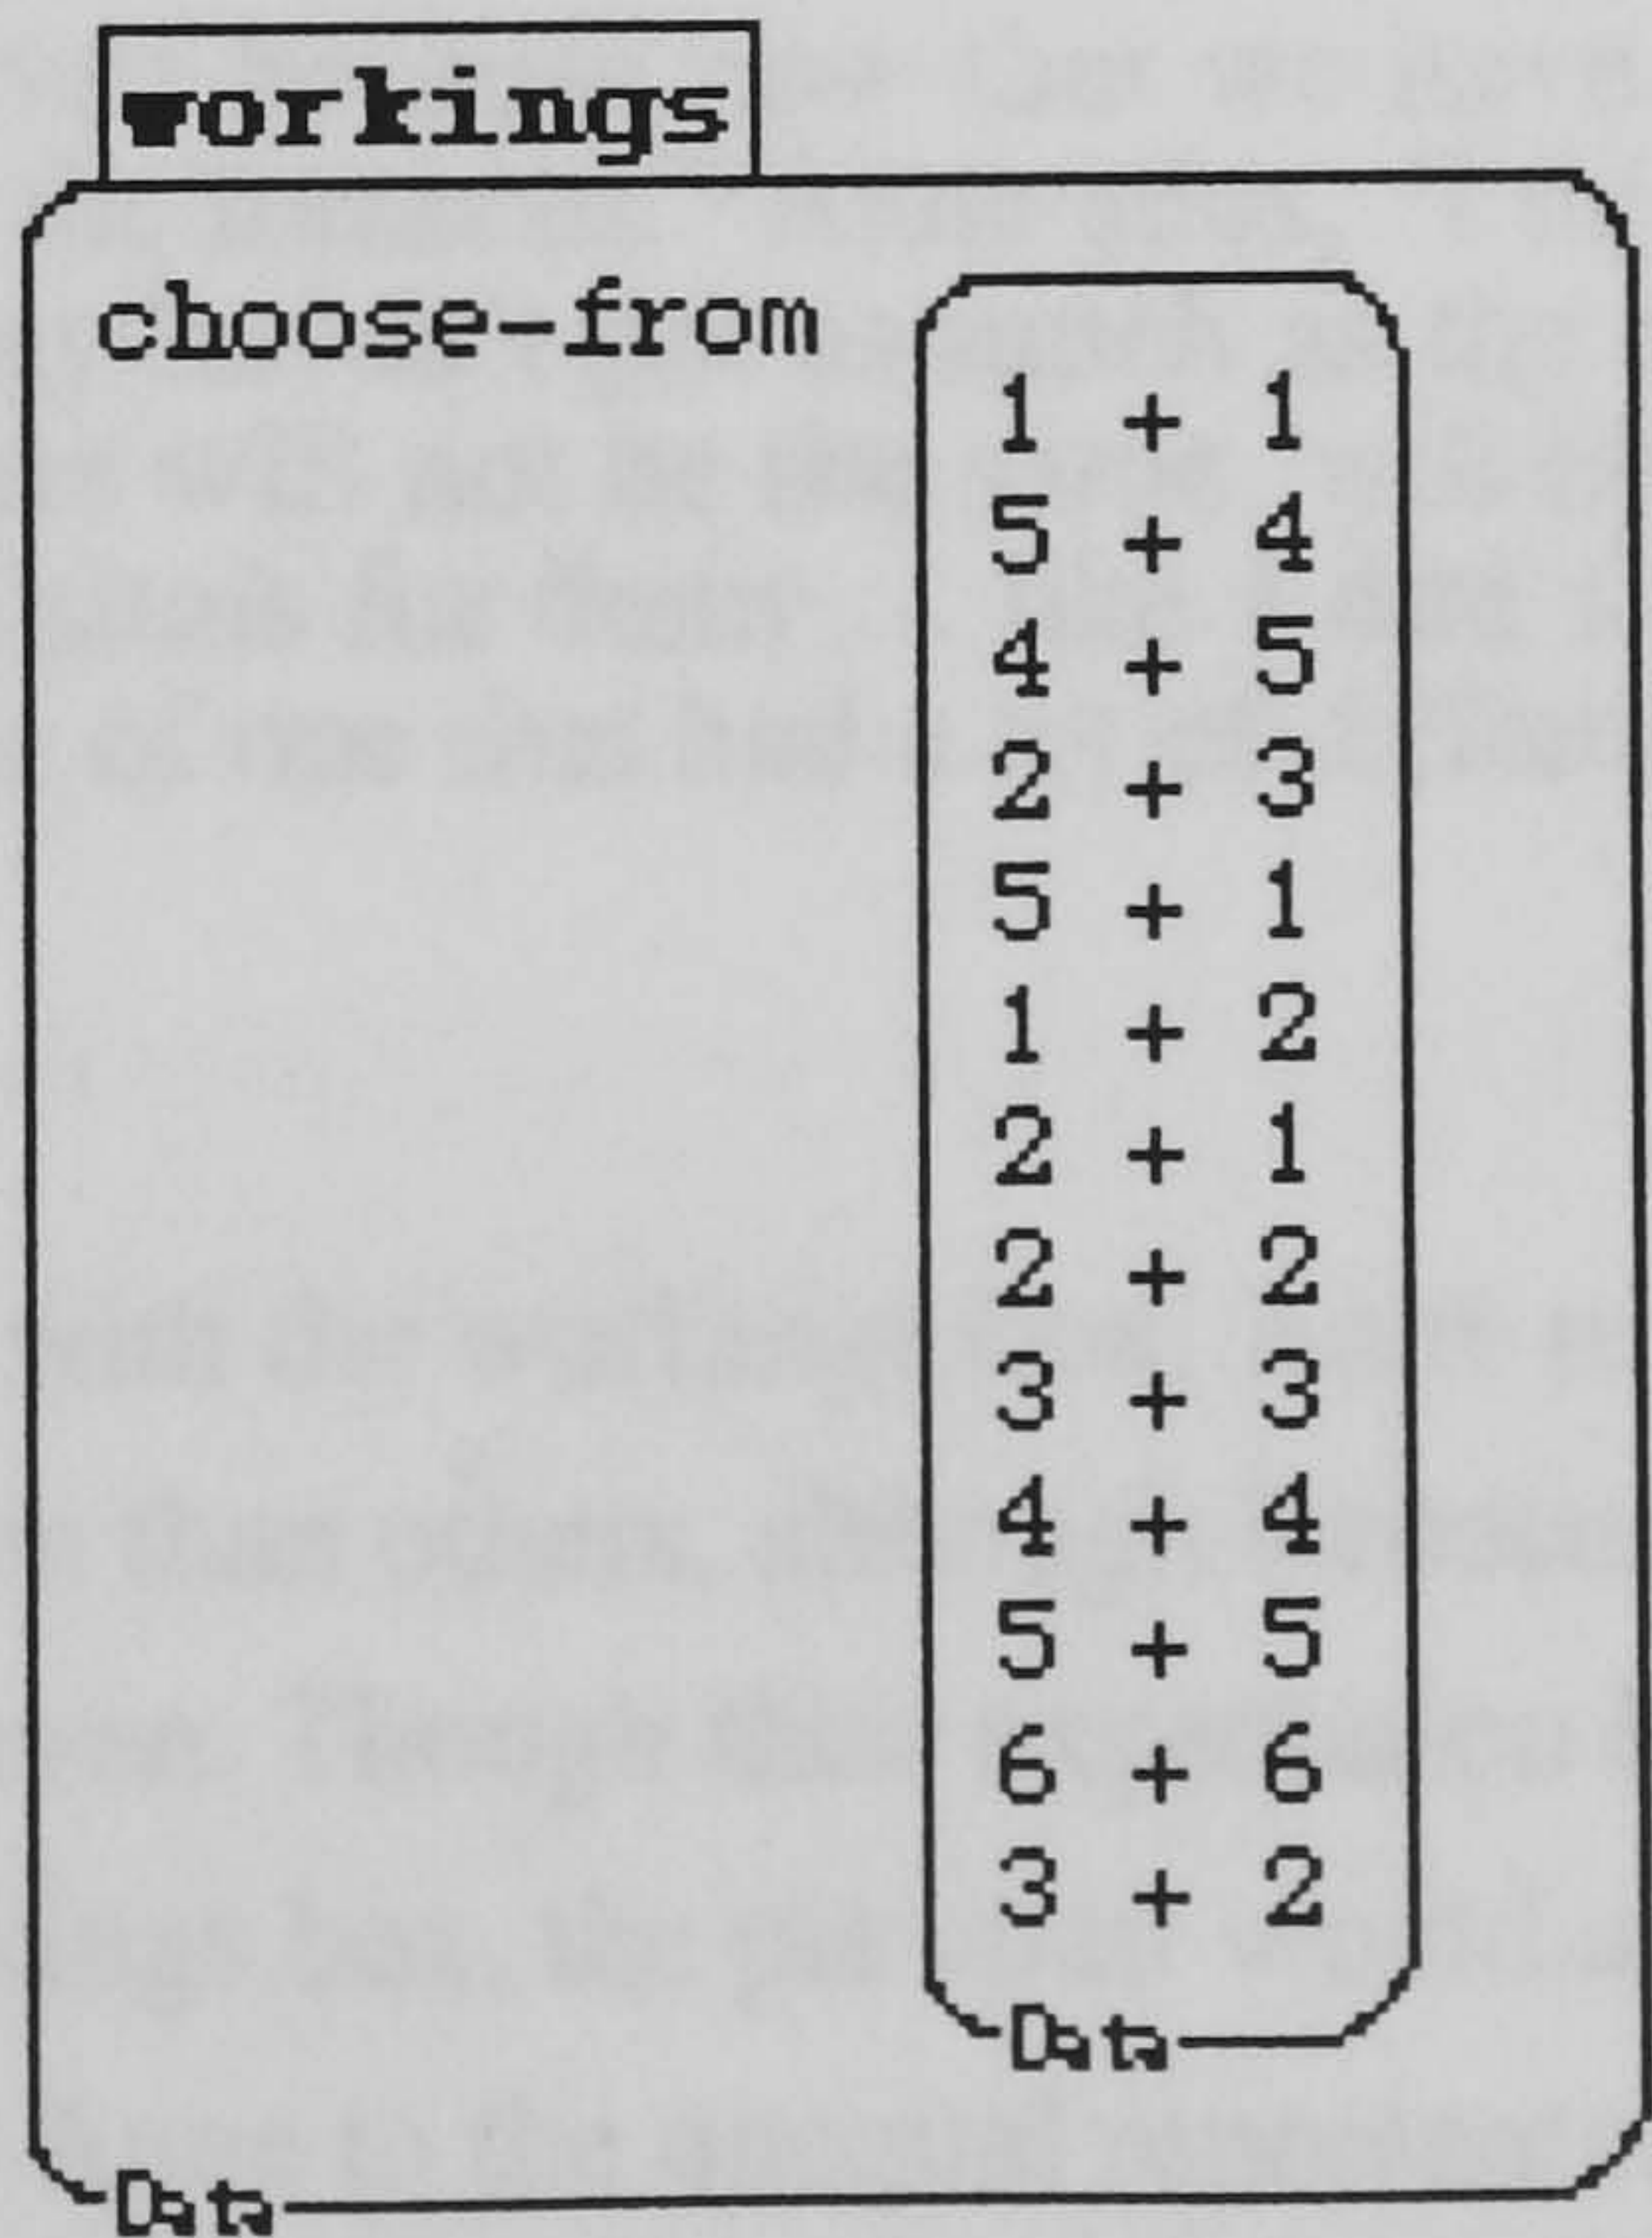 workings
choose-from
1 + 1
5 + 4
4 + 5
2 + 3
5 + 1
1 + 2
2 + 1
2 + 2
3 + 3
4 + 4
5 + 5
6 + 6
3 + 2
Data
Data